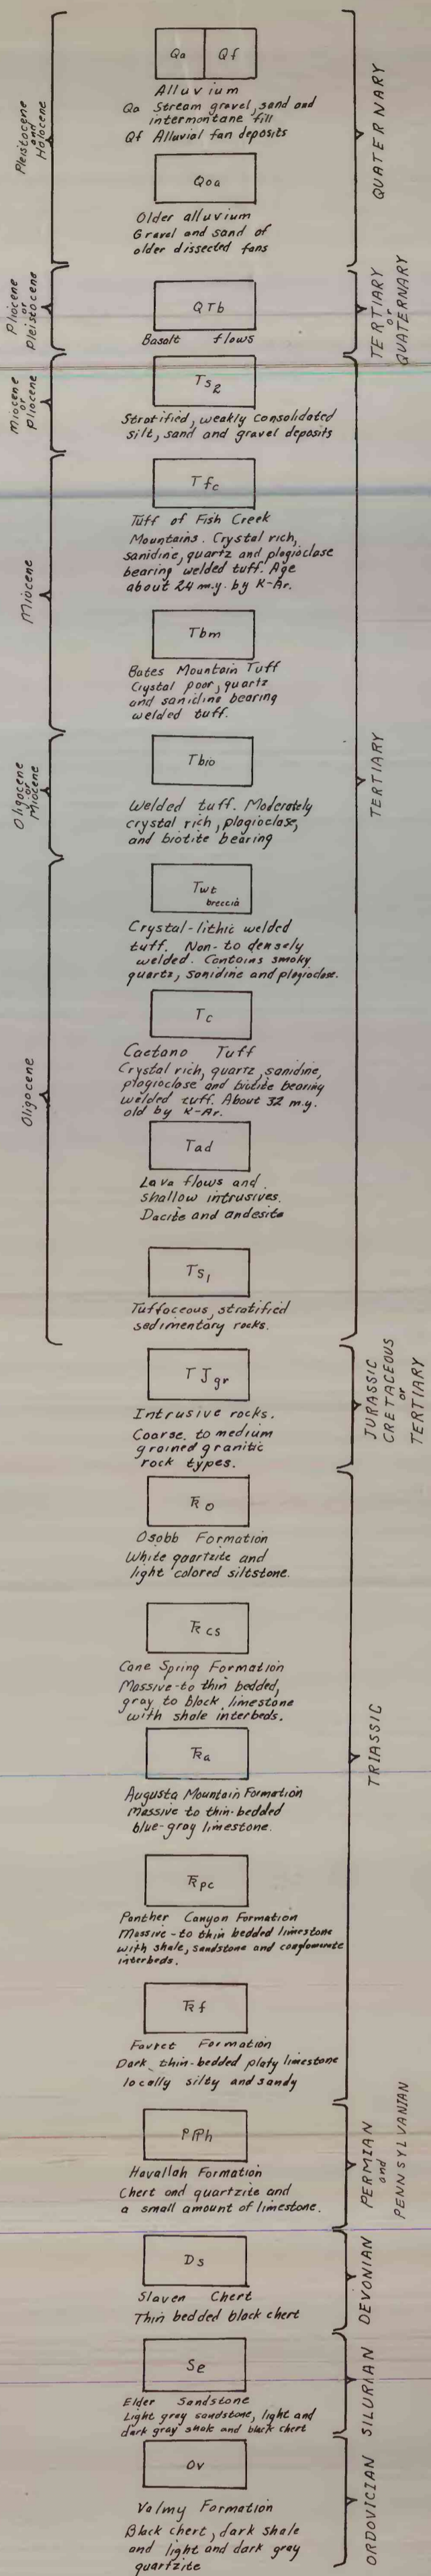 Qa Qf
Alluvium
Qa Stream gravel, sand and
intermontane fill
Qf Alluvial fan deposits
Pleistocene
and
Holocene
QUATERNARY
Qoa
Older alluvium
Gravel and sand of
older dissected fans
Pliocene
or
Pleistocene
QTb
Basalt flows
TERTIARY
or
QUATERNARY
Miocene
or
Pliocene
Ts2
Stratified, weakly consolidated
silt, sand and gravel deposits
Tfc
Tuff of Fish Creek
Mountains. Crystal rich,
sanidine, quartz and plagioclase
bearing welded tuff. Age
about 24 m.y. by K-Ar.
Miocene
Tbm
Bates Mountain Tuff
Crystal poor, quartz
and sanidine bearing
welded tuff.
TERTIARY
Oligocene
or
Miocene
Tbio
Welded tuff. Moderately
crystal rich, plagioclase,
and biotite bearing
Twt
breccia
Crystal-lithic welded
tuff. Non- to densely
welded. Contains smoky
quartz, sanidine and plagioclase.
Tc
Caetano Tuff
Crystal rich, quartz, sanidine,
plagioclase and biotite bearing
welded tuff. About 32 m.y.
old by K-Ar.
Oligocene
Tad
Lava flows and
shallow intrusives.
Dacite and andesite
Ts1
Tuffaceous, stratified
sedimentary rocks.
TJgr
Intrusive rocks.
Coarse to medium
grained granitic
rock types.
JURASSIC
CRETACEOUS
or
TERTIARY
TRo
Osobb Formation
White quartzite and
light colored siltstone.
TRcs
Cane Spring Formation
Massive-to thin bedded,
gray to black limestone
with shale interbeds.
TRa
Augusta Mountain Formation
Massive to thin-bedded
blue-gray limestone.
TRIASSIC
TRpc
Panther Canyon Formation
Massive-to thin bedded limestone
with shale, sandstone and conglomerate
interbeds.
TRf
Favret Formation
Dark, thin-bedded platy limestone
locally silty and sandy
PIPh
Havallah Formation
Chert and quartzite and
a small amount of limestone.
PERMIAN
and
PENNSYLVANIAN
Ds
Slaven Chert
Thin bedded black chert
DEVONIAN
Se
Elder Sandstone
Light gray sandstone, light and
dark gray shale and black chert
SILURIAN
Ov
Valmy Formation
Black chert, dark shale
and light and dark gray
quartzite
ORDOVICIAN